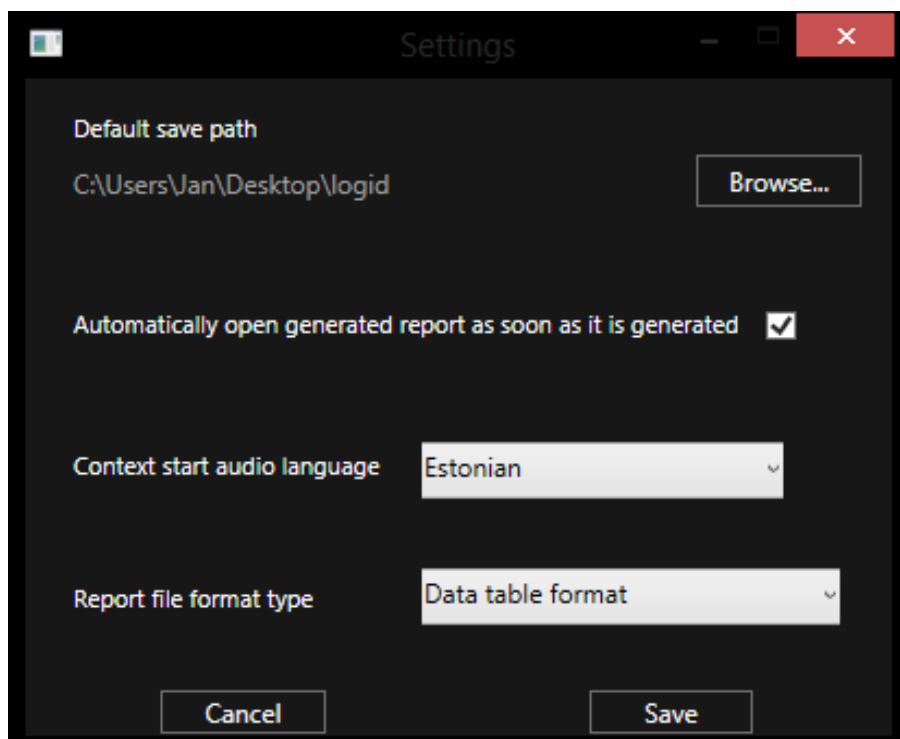 Settings
Default save path
C:\Users\Jan\Desktop\logid
Browse...
Automatically open generated report as soon as it is generated
Context start audio language
Estonian
Report file format type
Data table format
Cancel
Save